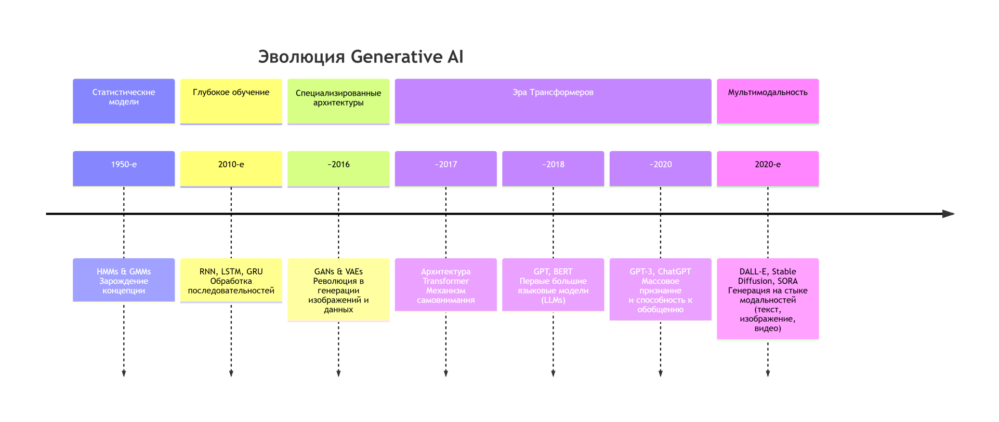 Эволюция Generative AI
Статистические
модели
Глубокое обучение
Специализированные
архитектуры
Эра Трансформеров
Мультимодальность
1950-е
2010-е
~2016
~2017
~2018
~2020
2020-е
HMMs & GMMs
Зарождение
концепции
RNN, LSTM, GRU
Обработка
последовательностей
GANs & VAEs
Революция в
генерации
изображений и
данных
Архитектура
Transformer
Механизм
самовнимания
GPT, BERT
Первые большие
языковые модели
(LLMs)
GPT-3, ChatGPT
Массовое
признание
и способность к
обобщению
DALL-E, Stable
Diffusion, SORA
Генерация на стыке
модальностей
(текст,
изображение,
видео)